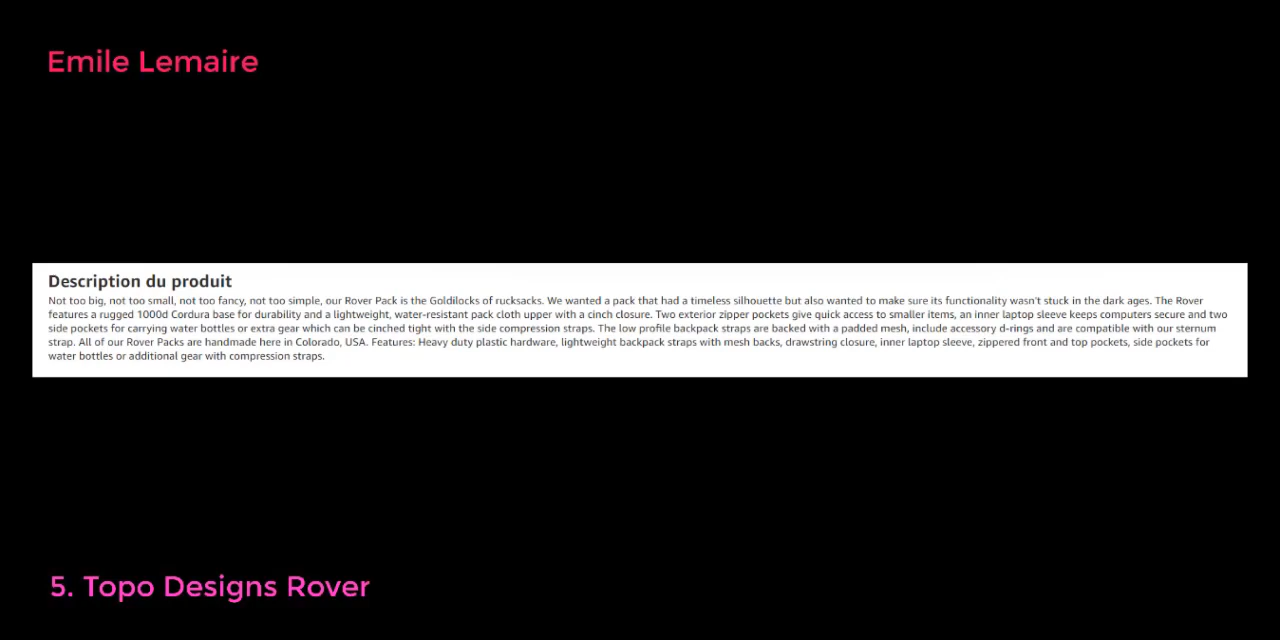 Emile Lemaire
Description du produit
Not too big, not too small, not too fancy, not too simple, our Rover Pack is the Goldilocks of rucksacks. We wanted a pack that had a timeless silhouette but also wanted to make sure its functionality wasn't stuck in the dark ages. The Rover
features a rugged 1000d Cordura base for durability and a lightweight, water-resistant pack cloth upper with a cinch closure. Two exterior zipper pockets give quick access to smaller items, an inner laptop sleeve keeps computers secure and two
side pockets for carrying water bottles or extra gear which can be cinched tight with the side compression straps. The low profile backpack straps are backed with a padded mesh, include accessory d-rings and are compatible with our sternum
strap. All of our Rover Packs are handmade here in Colorado, USA. Features: Heavy duty plastic hardware, lightweight backpack straps with mesh backs, drawstring closure, inner laptop sleeve, zippered front and top pockets, side pockets for
water bottles or additional gear with compression straps.
5. Topo Designs Rover